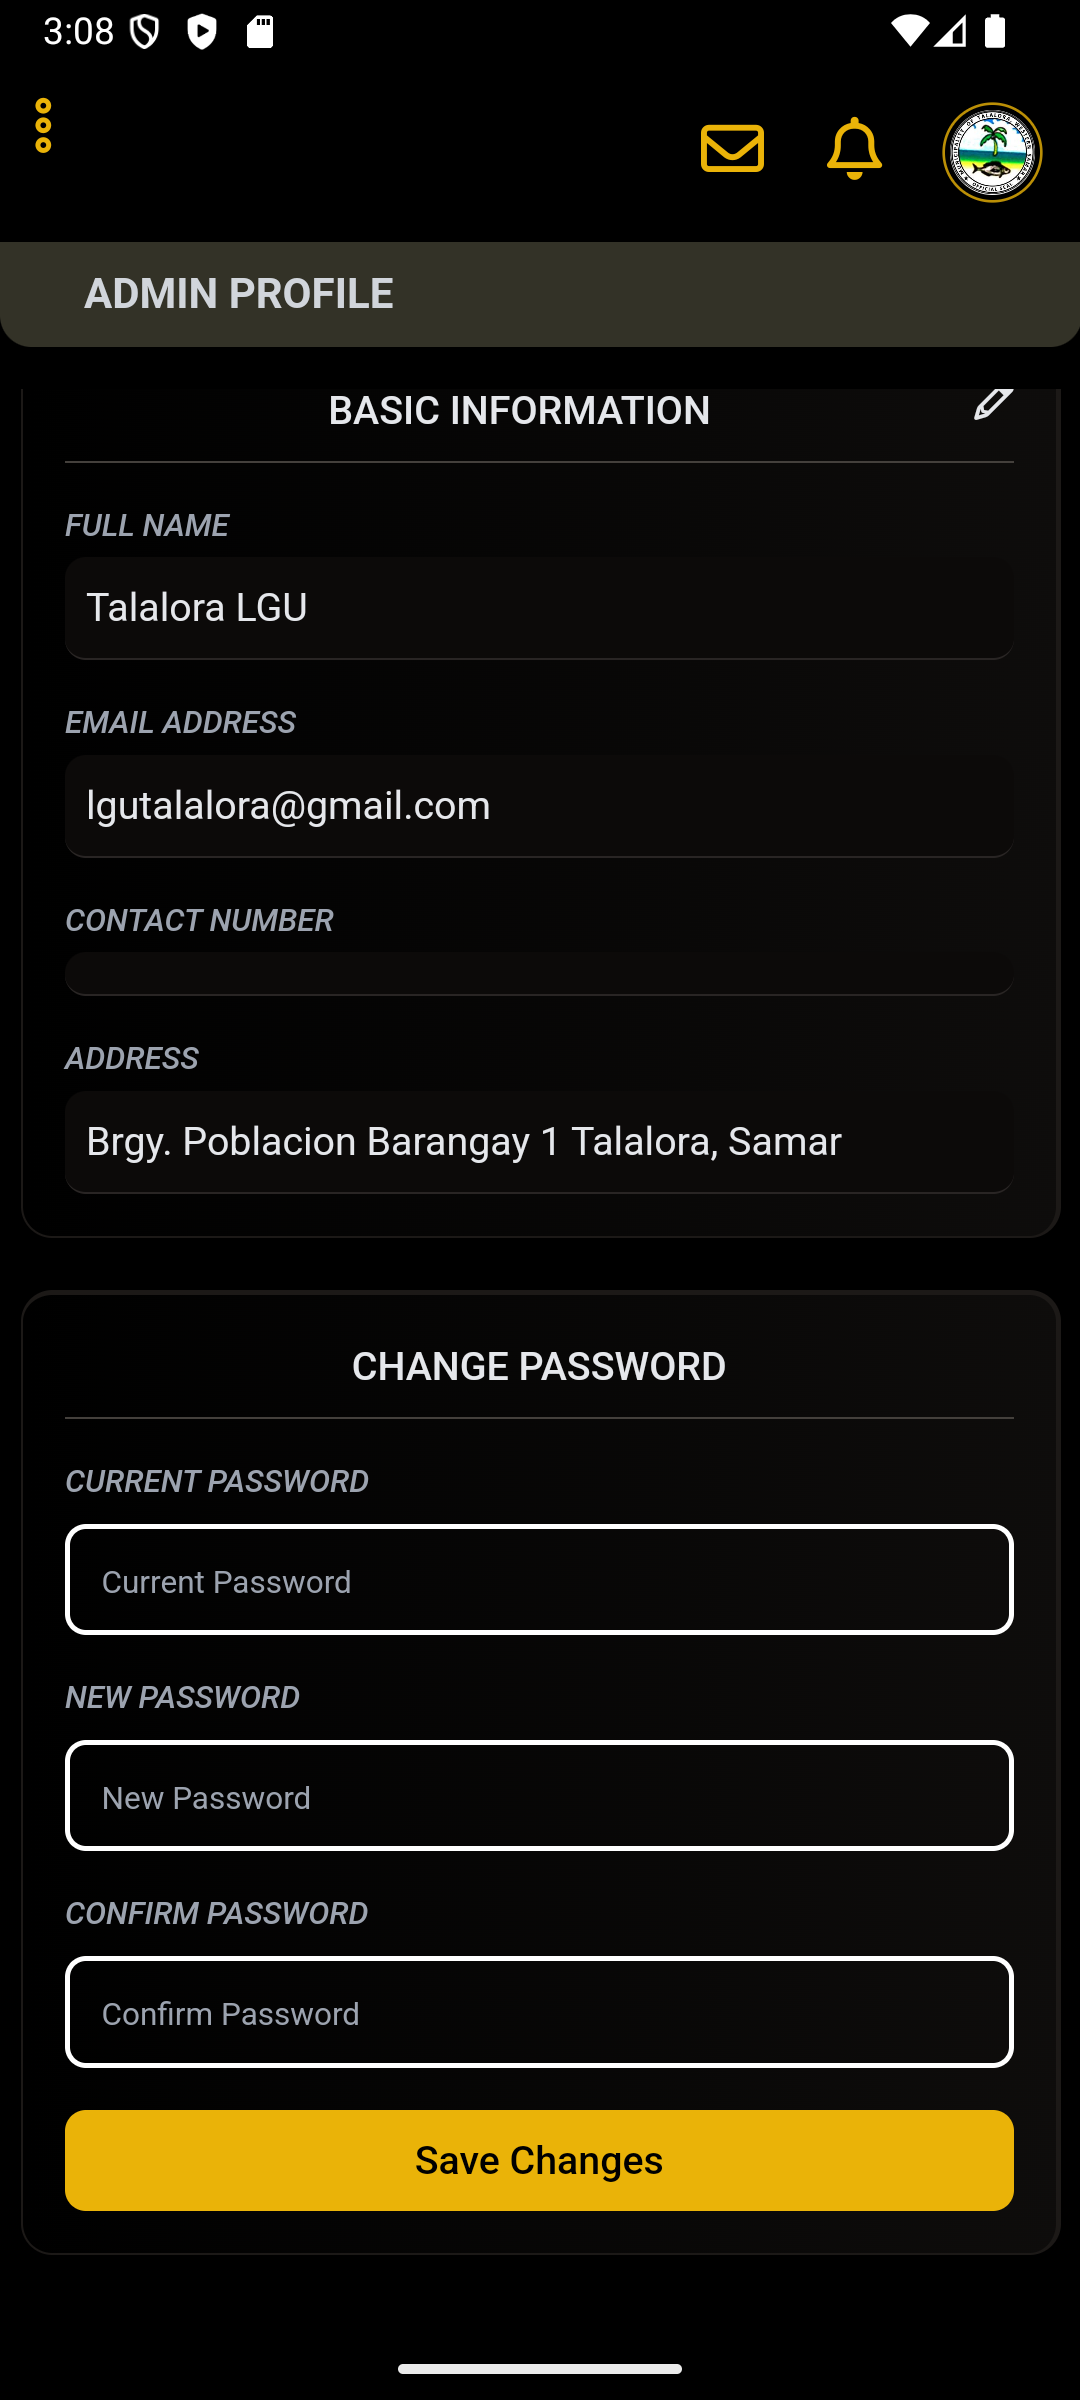 3:08
ADMIN PROFILE
BASIC INFORMATION
FULL NAME
Talalora LGU
EMAIL ADDRESS
lgutalalora@gmail.com
CONTACT NUMBER
ADDRESS
Brgy. Poblacion Barangay 1 Talalora, Samar
CHANGE PASSWORD
CURRENT PASSWORD
Current Password
NEW PASSWORD
New Password
CONFIRM PASSWORD
Confirm Password
Save Changes